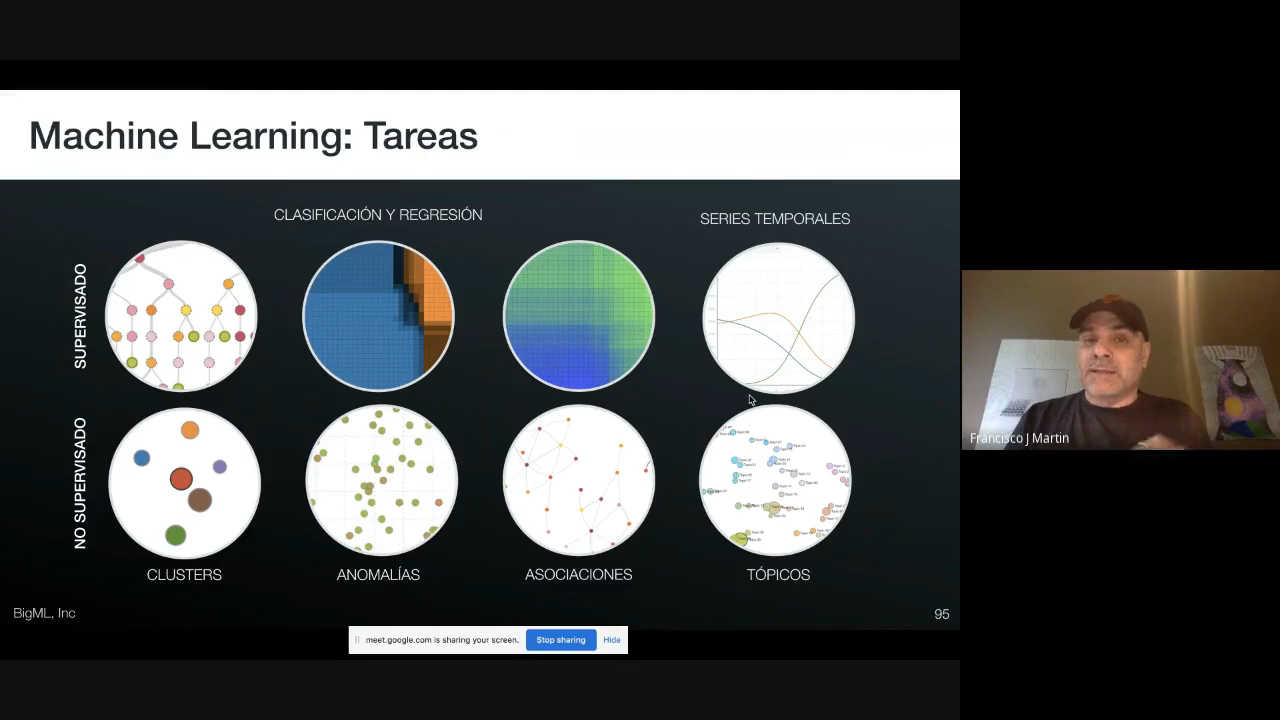 Machine Learning: Tareas
CLASIFICACIÓN Y REGRESIÓN
SERIES TEMPORALES
SUPERVISADO
NO SUPERVISADO
CLUSTERS
ANOMALÍAS
ASOCIACIONES
TÓPICOS
BigML, Inc
95
meet.google.com is sharing your screen.
Stop sharing
Hide
Francisco J Martin